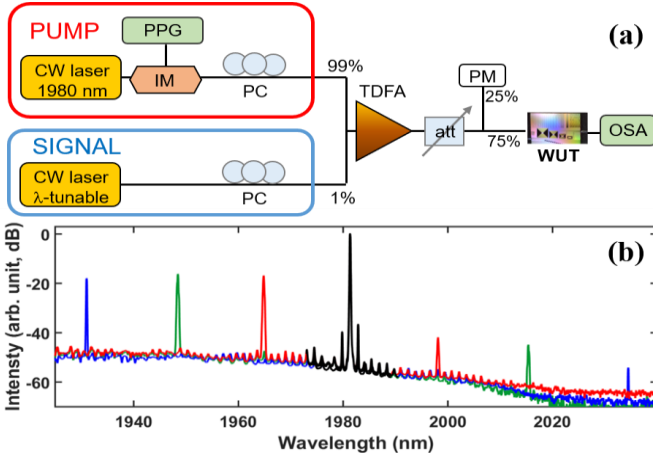 PUMP
PPG
(a)
CW laser
1980 nm
IM
PC
99%
TDFA
PM
25%
att
75%
WUT
OSA
SIGNAL
CW laser
λ-tunable
PC
1%
(b)
Intensty (arb. unit, dB)
0
-20
-40
-60
1940
1960
1980
2000
2020
Wavelength (nm)